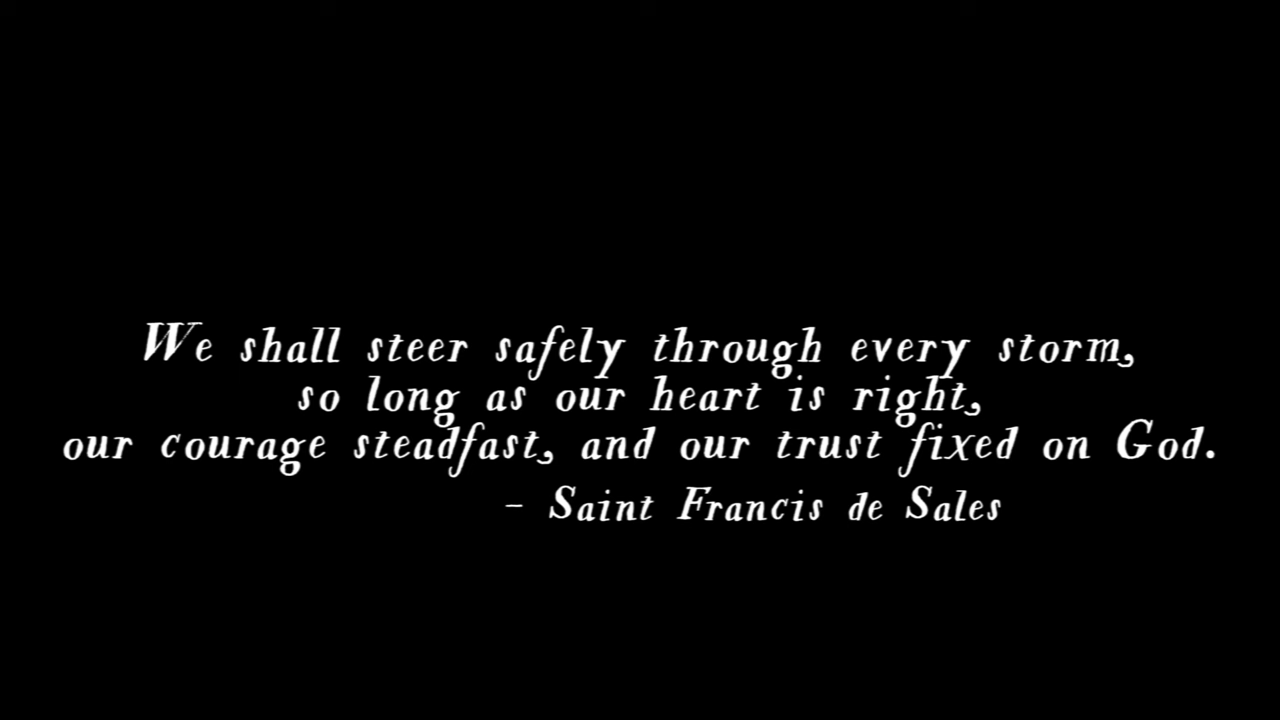 We shall steer safely through every storm,
so long as our heart is right,
our courage steadfast, and our trust fixed on God.
- Saint Francis de Sales